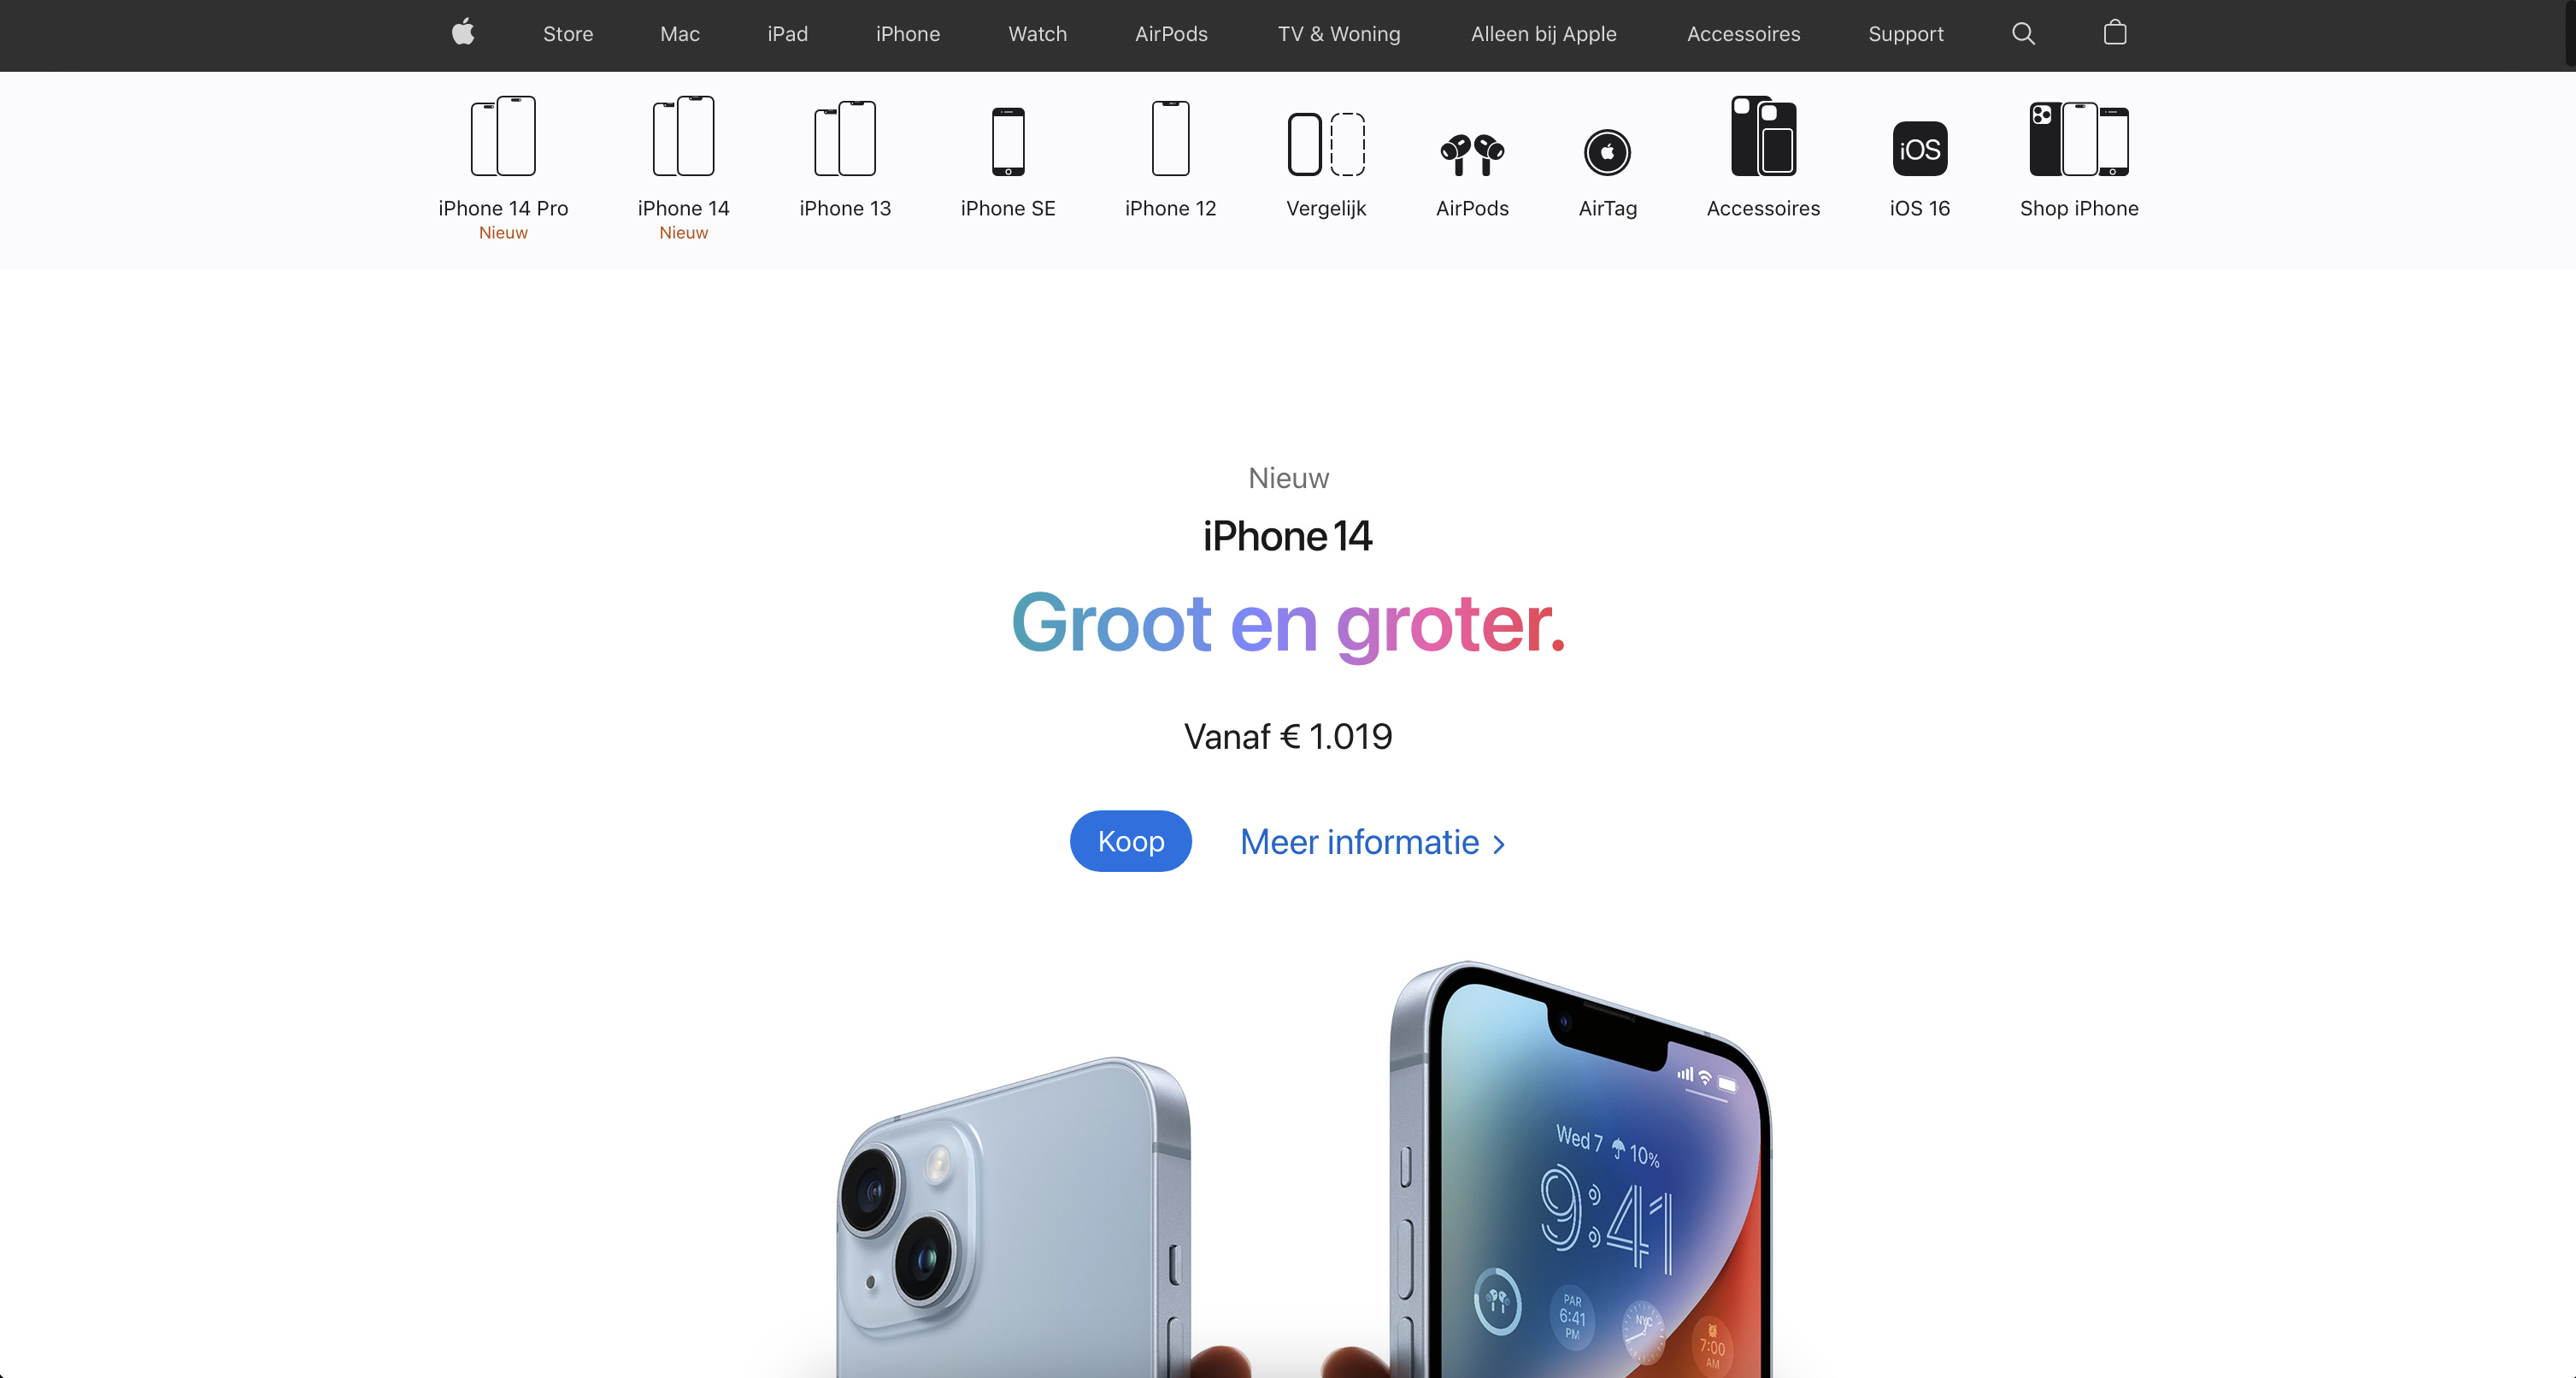 Store Mac iPad iPhone Watch AirPods TV & Woning Alleen bij Apple Accessoires Support
iOS
iPhone 14 Pro iPhone 14 iPhone 13 iPhone SE iPhone 12 Vergelijk AirPods AirTag Accessoires iOS 16 Shop iPhone
Nieuw Nieuw
Nieuw
iPhone 14
Groot en groter.
Vanaf € 1.019
Koop Meer informatie >
Wed 7 10%
9:41
PAR
6:41
PM
NYC
7:00
AM